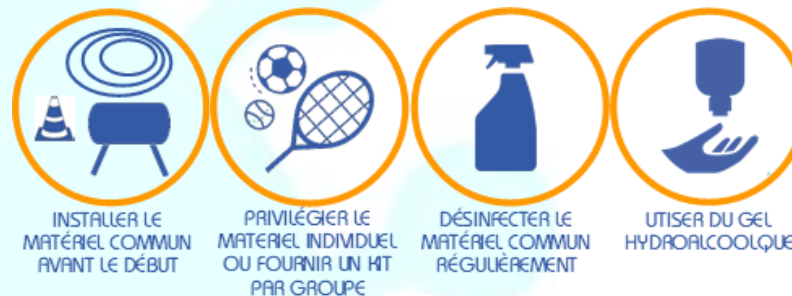 INSTALLER LE
MATÉRIEL COMMUN
AVANT LE DÉBUT
PRIVILÉGIER LE
MATERIEL INDIVIDUEL
OU FOURNIR UN KIT
PAR GROUPE
DÉSINFECTER LE
MATÉRIEL COMMUN
RÉGULIÈREMENT
UTISER DU GEL
HYDROALCOOLQUE